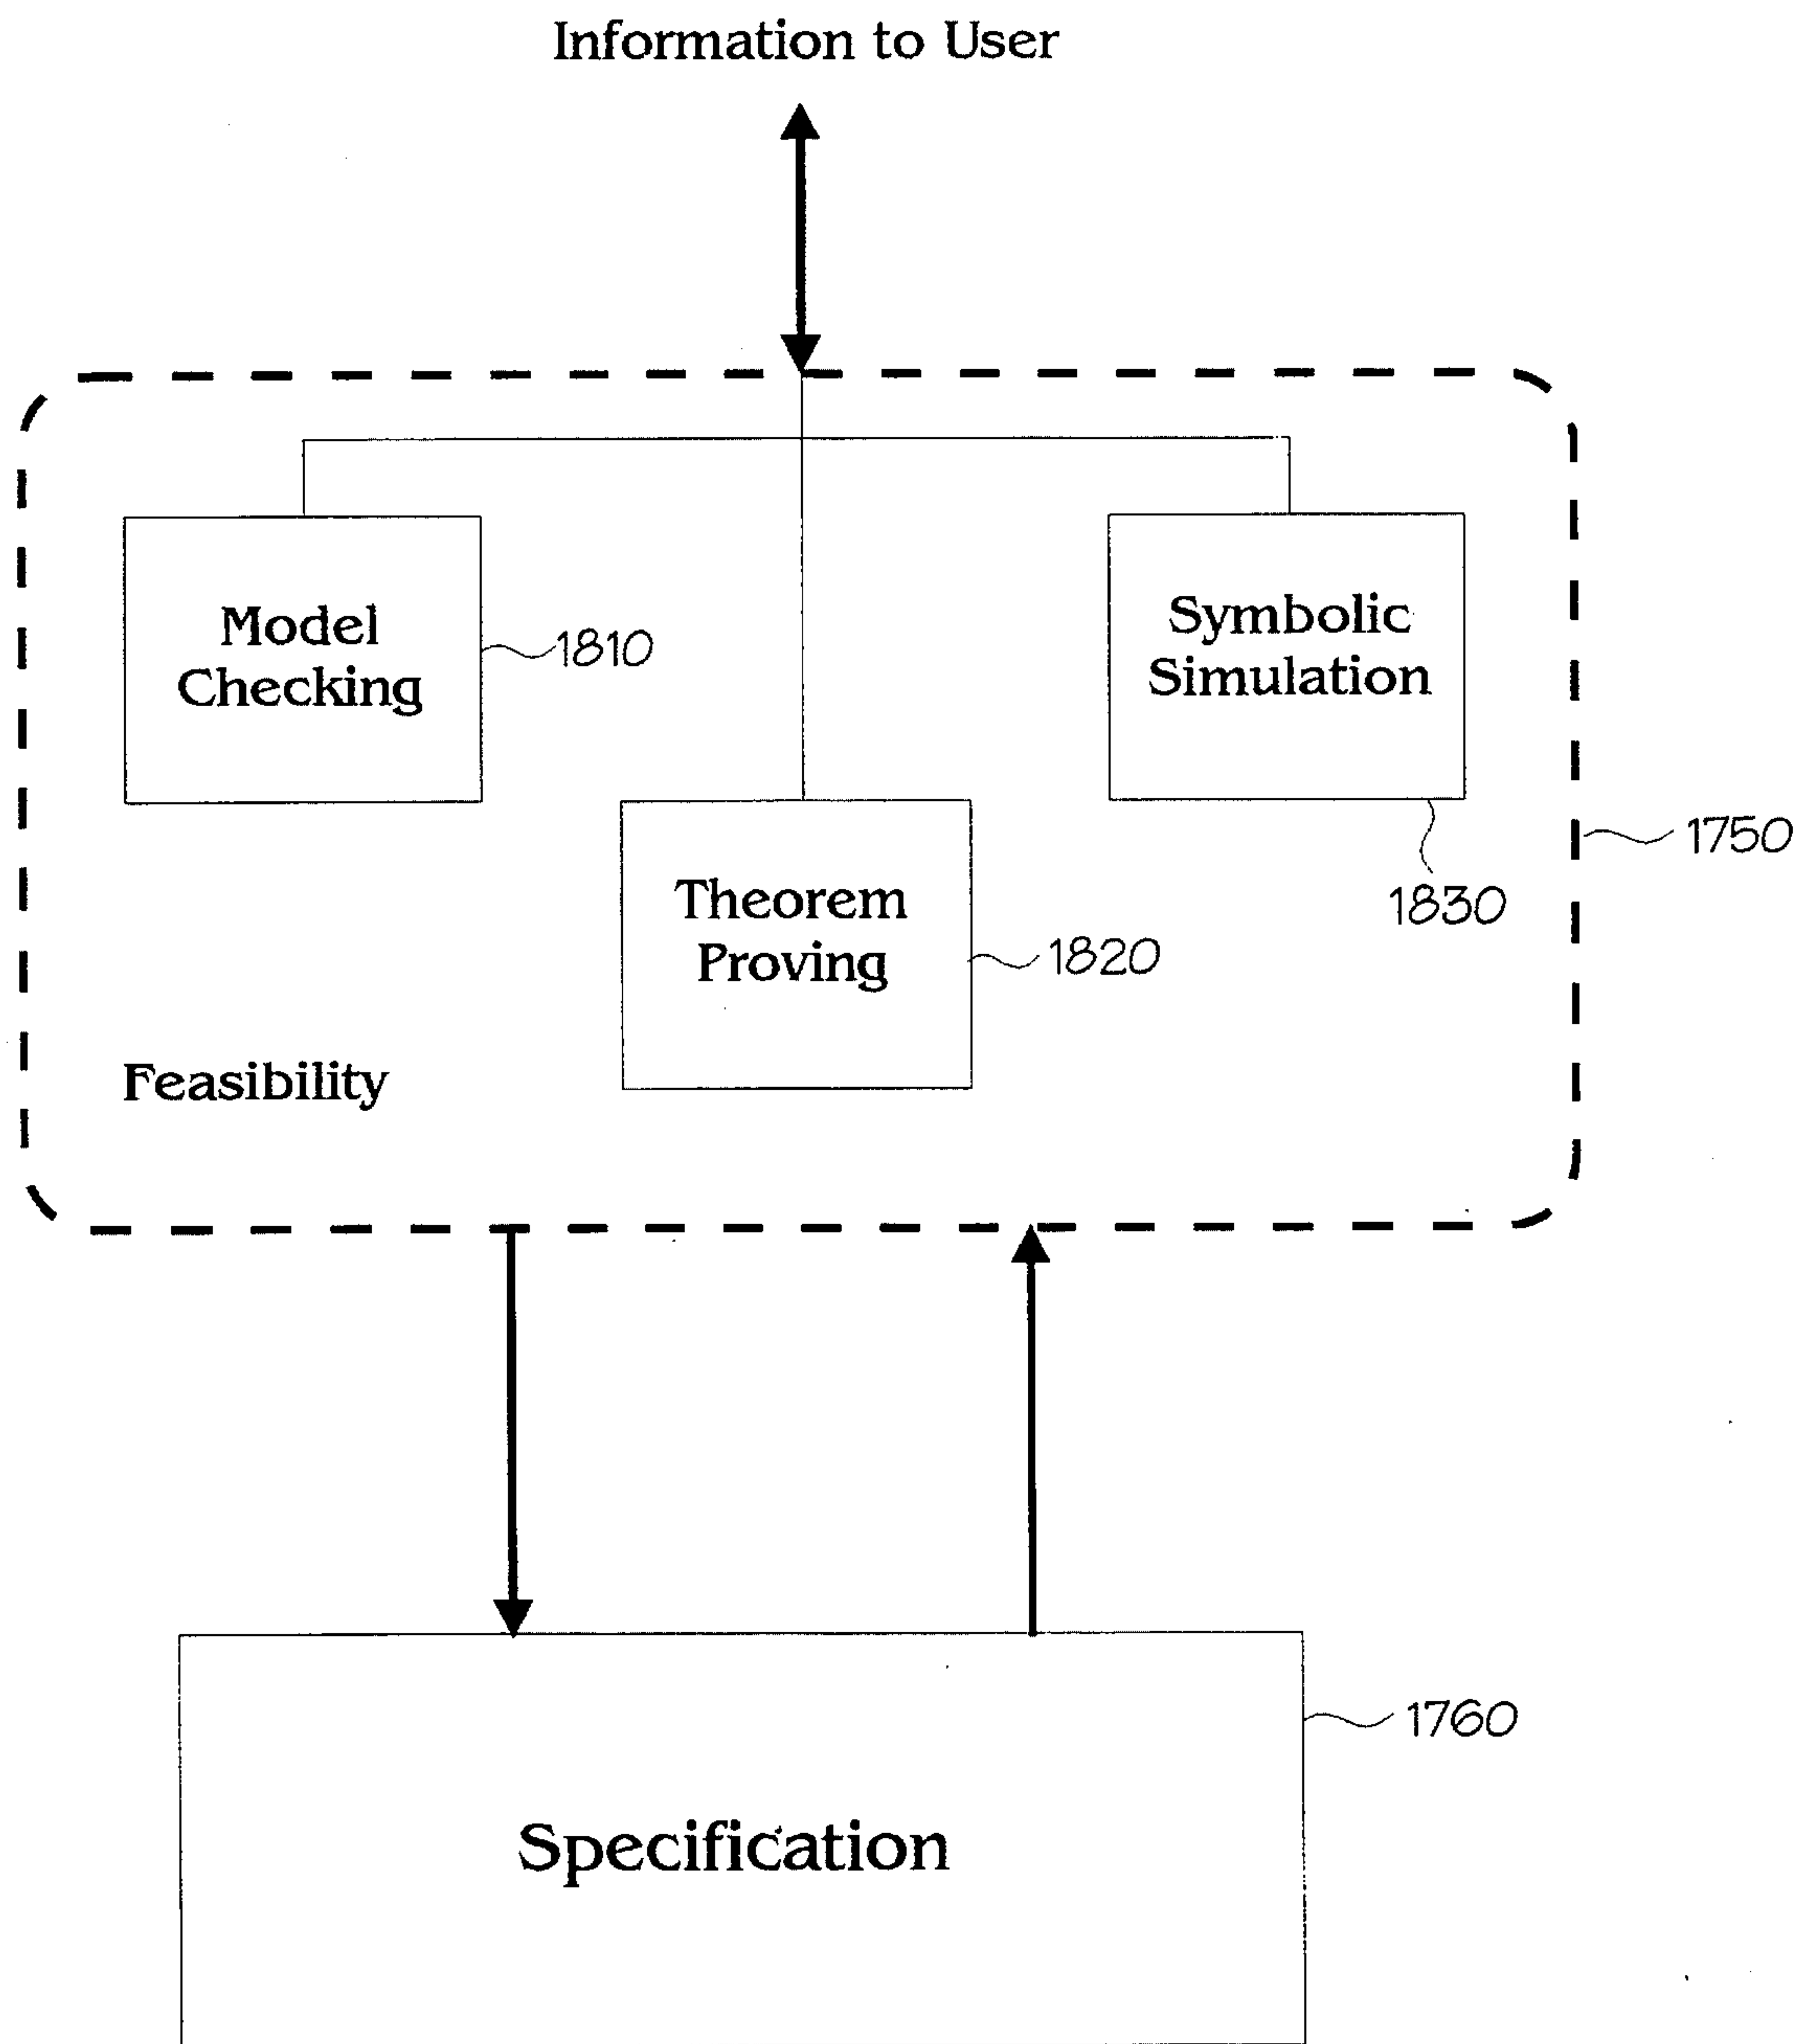 Information to User
Model
Checking
1810
Symbolic
Simulation
1750
1830
Theorem
Proving
1820
Feasibility
1760
Specification